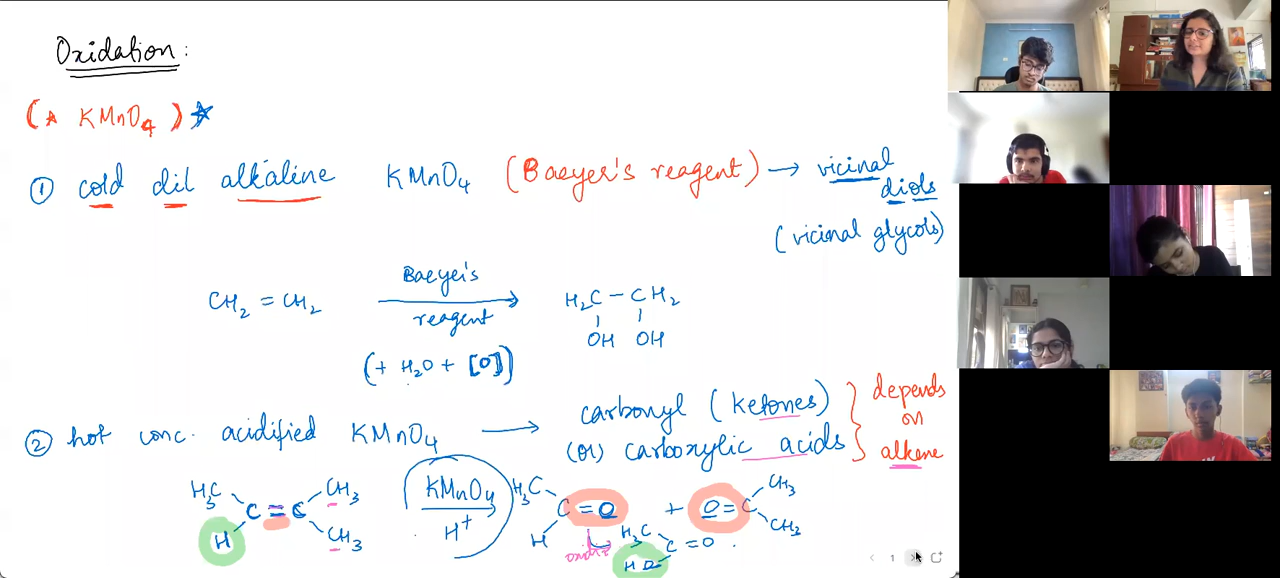 Oxidation:
(★ KMnO4) ★
① cold dil alkaline KMnO4 (Baeyer's reagent) → vicinal
diols
(vicinal glycols)
CH2 = CH2 Baeyer's reagent → H2C – CH2
OH OH
(+ H2O + [O])
② hot conc. acidified KMnO4 → carbonyl (ketones)
(or) carboxylic acids
depends
on
alkene
H3C CH3 KMnO4 H3C CH3
C = C H+ C = O + O = C
H CH3 H CH3
H3C
C = O
HO
1